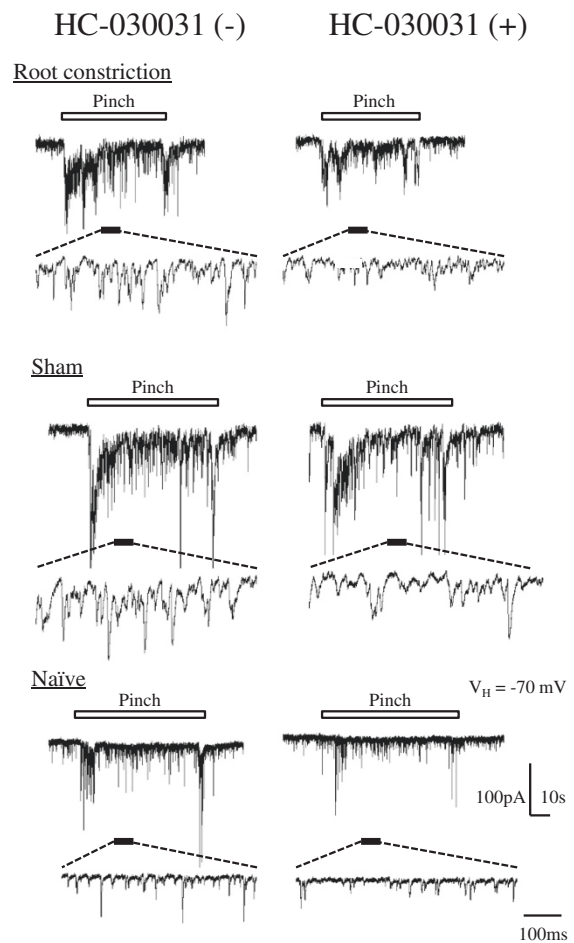 HC-030031 (-) HC-030031 (+)
Root constriction
Pinch Pinch
Sham
Pinch Pinch
Naïve
V_H = -70 mV
Pinch Pinch
100pA 10s
100ms